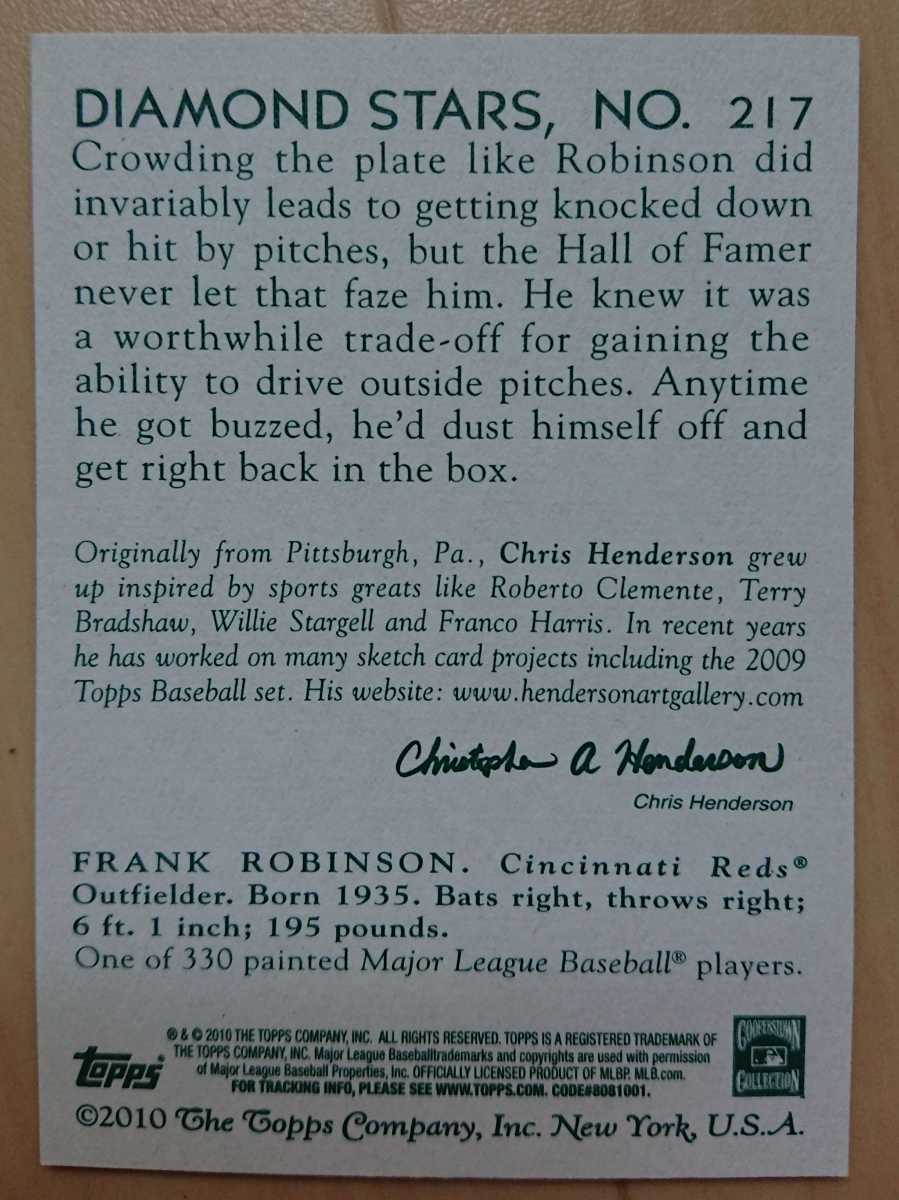 DIAMOND STARS, NO. 217
Crowding the plate like Robinson did
invariably leads to getting knocked down
or hit by pitches, but the Hall of Famer
never let that faze him. He knew it was
a worthwhile trade-off for gaining the
ability to drive outside pitches. Anytime
he got buzzed, he'd dust himself off and
get right back in the box.
Originally from Pittsburgh, Pa., Chris Henderson grew
up inspired by sports greats like Roberto Clemente, Terry
Bradshaw, Willie Stargell and Franco Harris. In recent years
he has worked on many sketch card projects including the 2009
Topps Baseball set. His website: www.hendersonartgallery.com
Christopher A Henderson
Chris Henderson
FRANK ROBINSON. Cincinnati Reds®
Outfielder. Born 1935. Bats right, throws right;
6 ft. 1 inch; 195 pounds.
One of 330 painted Major League Baseball® players.
® & © 2010 THE TOPPS COMPANY, INC. ALL RIGHTS RESERVED. TOPPS IS A REGISTERED TRADEMARK OF
THE TOPPS COMPANY, INC. Major League Baseballtrademarks and copyrights are used with permission
of Major League Baseball Properties, Inc. OFFICIALLY LICENSED PRODUCT OF MLBP. MLB.com.
FOR TRACKING INFO, PLEASE SEE WWW.TOPPS.COM. CODE#8081001.
topps®
COOPERSTOWN
COLLECTION
©2010 The Topps Company, Inc. New York, U.S.A.